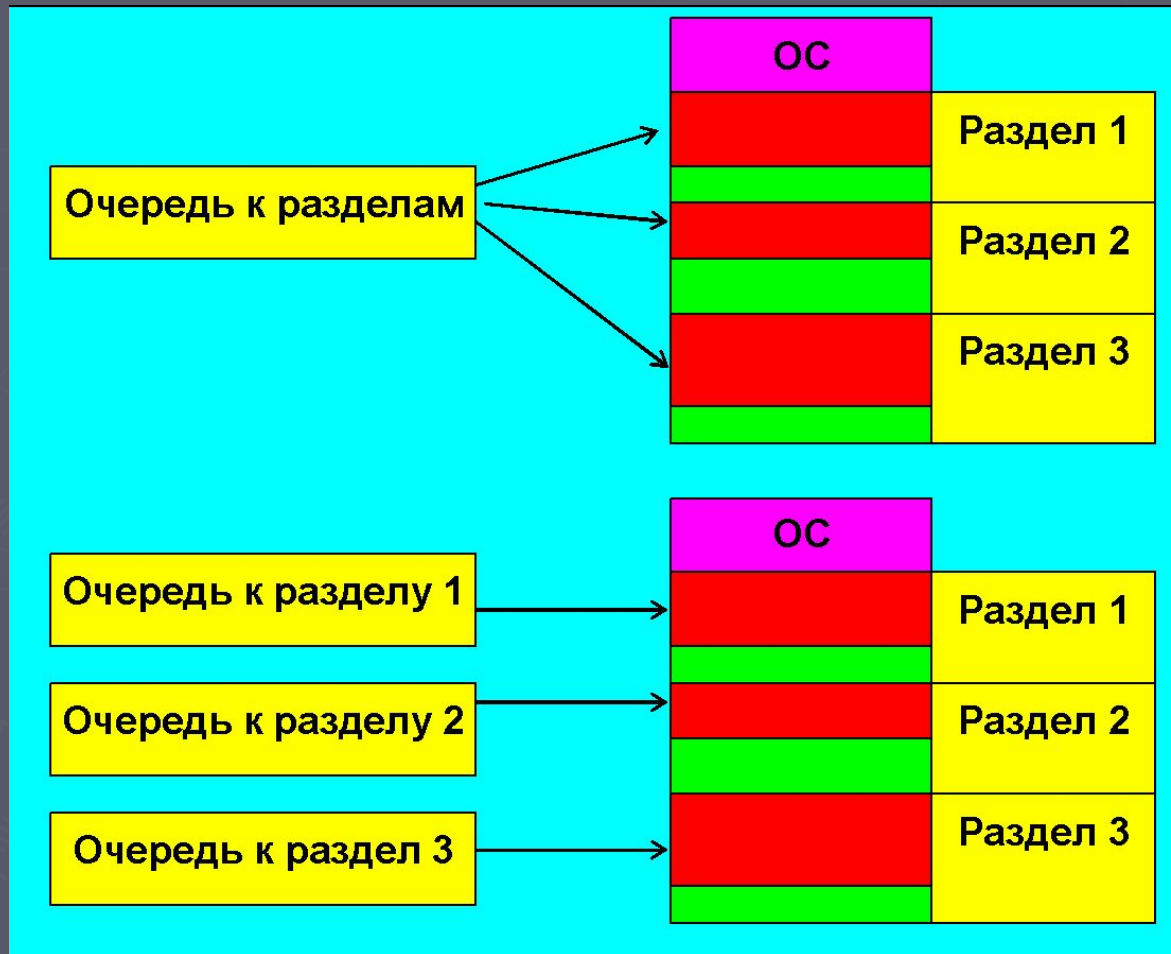 ОС
Раздел 1
Очередь к разделам
Раздел 2
Раздел 3
ОС
Очередь к разделу 1
Раздел 1
Очередь к разделу 2
Раздел 2
Очередь к раздел 3
Раздел 3